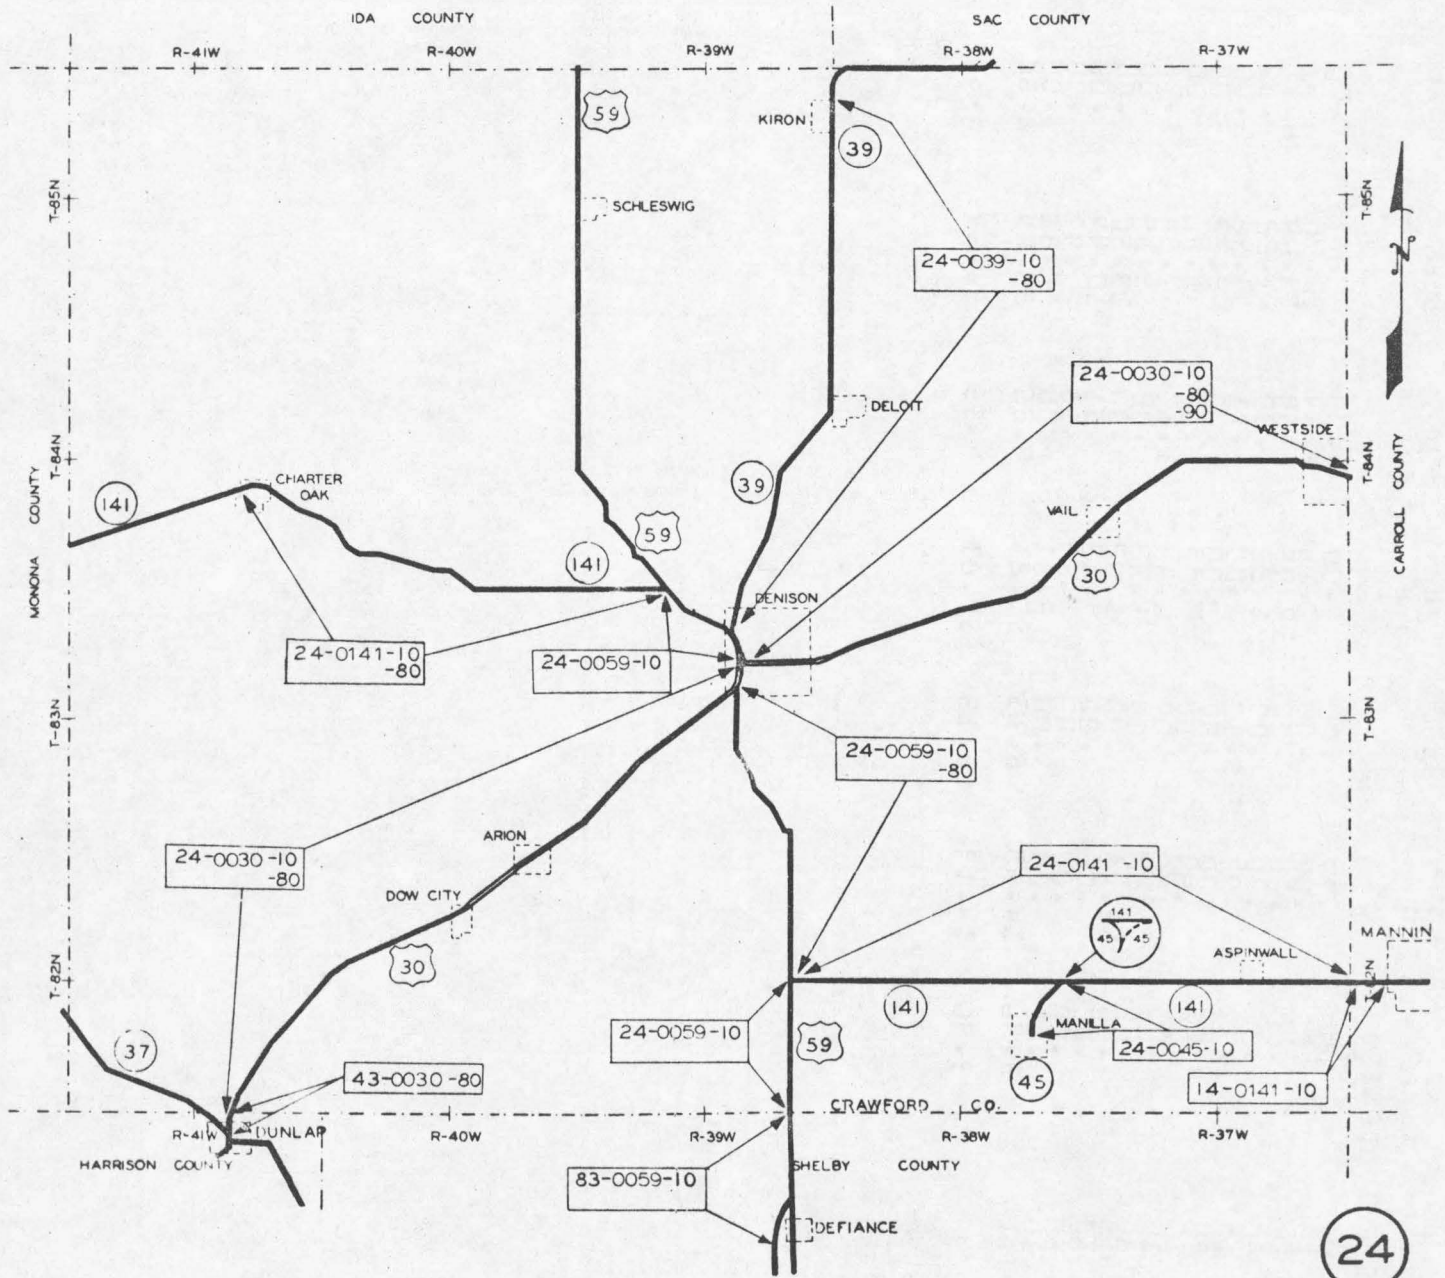 IDA COUNTY
SAC COUNTY
R-41W
R-40W
R-39W
R-38W
R-37W
59
KIRON
39
T-85N
T-85N
SCHLESWIG
24-0039-10
-80
24-0030-10
-80
-90
DELOIT
WESTSIDE
T-84N
T-84N
MONONA COUNTY
CARROLL COUNTY
CHARTER
OAK
141
39
VAIL
59
141
30
DENISON
24-0141-10
-80
24-0059-10
T-83N
T-83N
24-0059-10
-80
ARION
24-0030-10
-80
24-0141-10
DOW CITY
141
45 45
MANNIN
30
ASPINWALL
T-82N
T-82N
141
141
24-0059-10
59
MANILLA
24-0045-10
37
43-0030-80
45
14-0141-10
CRAWFORD CO.
R-41W
DUNLAP
R-40W
R-39W
R-38W
R-37W
HARRISON COUNTY
SHELBY COUNTY
83-0059-10
DEFIANCE
24